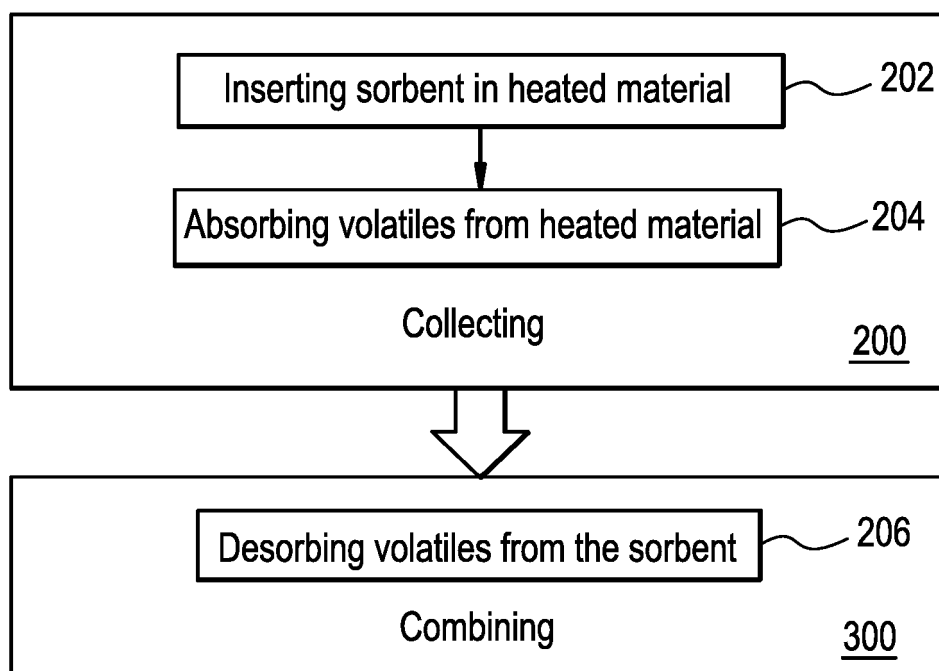 Inserting sorbent in heated material
202
Absorbing volatiles from heated material
204
Collecting
200
Desorbing volatiles from the sorbent
206
Combining
300